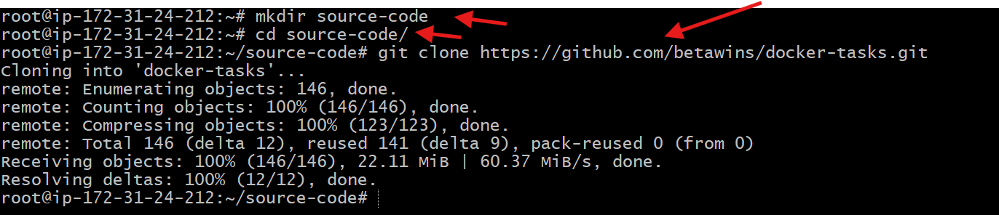 root@ip-172-31-24-212:~# mkdir source-code
root@ip-172-31-24-212:~# cd source-code/
root@ip-172-31-24-212:~/source-code# git clone https://github.com/betawins/docker-tasks.git
Cloning into 'docker-tasks'...
remote: Enumerating objects: 146, done.
remote: Counting objects: 100% (146/146), done.
remote: Compressing objects: 100% (123/123), done.
remote: Total 146 (delta 12), reused 141 (delta 9), pack-reused 0 (from 0)
Receiving objects: 100% (146/146), 22.11 MiB | 60.37 MiB/s, done.
Resolving deltas: 100% (12/12), done.
root@ip-172-31-24-212:~/source-code#